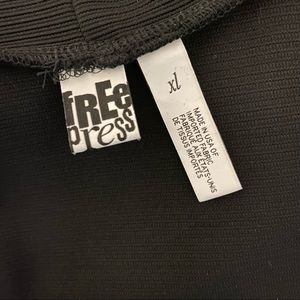 fREe
press
xl
MADE IN USA OF
IMPORTED FABRIC
FABRIQUE AUX ETATS-UNIS
DE TISSUS IMPORTES